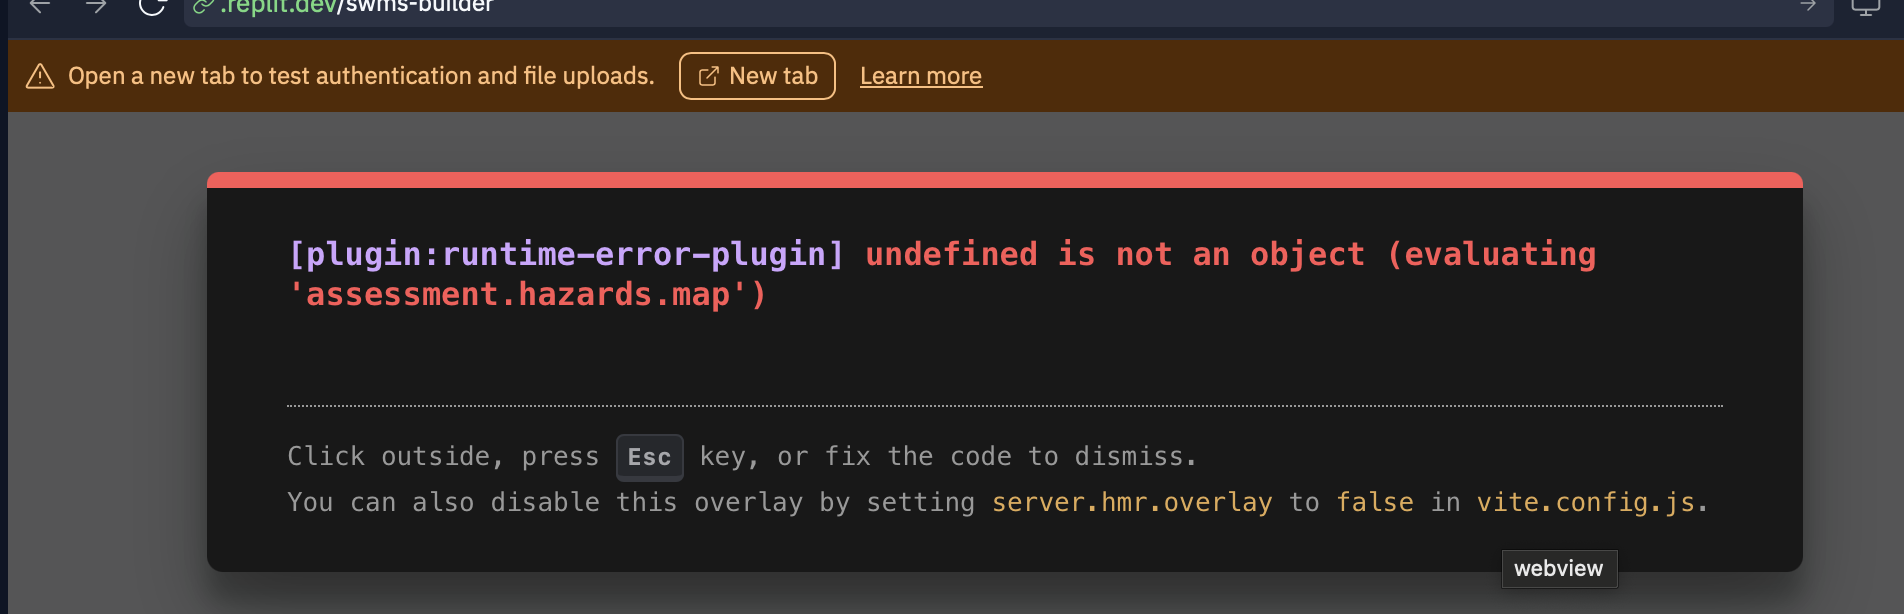 .replit.dev/swms-builder
Open a new tab to test authentication and file uploads. New tab Learn more
[plugin:runtime-error-plugin] undefined is not an object (evaluating
'assessment.hazards.map')
Click outside, press Esc key, or fix the code to dismiss.
You can also disable this overlay by setting server.hmr.overlay to false in vite.config.js.
webview